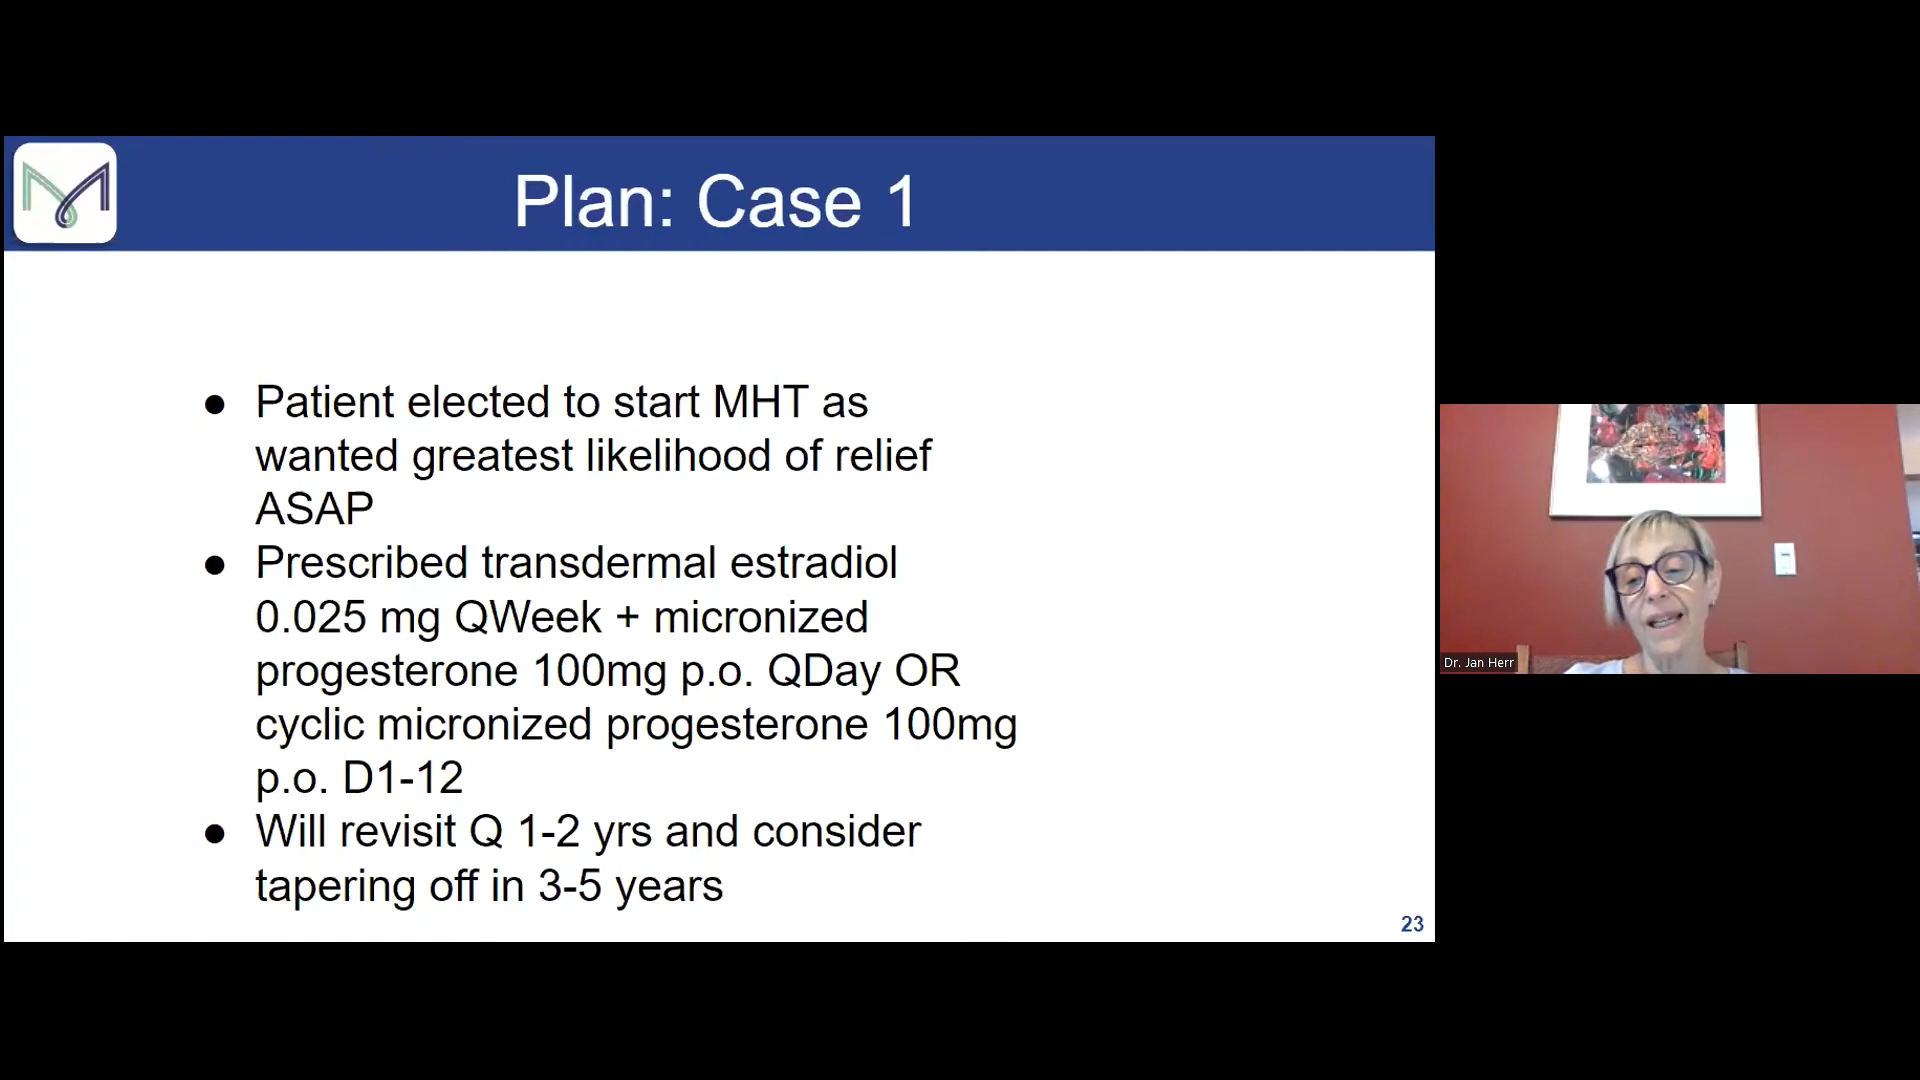 Plan: Case 1
● Patient elected to start MHT as
wanted greatest likelihood of relief
ASAP
● Prescribed transdermal estradiol
0.025 mg QWeek + micronized
progesterone 100mg p.o. QDay OR
cyclic micronized progesterone 100mg
p.o. D1-12
● Will revisit Q 1-2 yrs and consider
tapering off in 3-5 years
23
Dr. Jan Herr